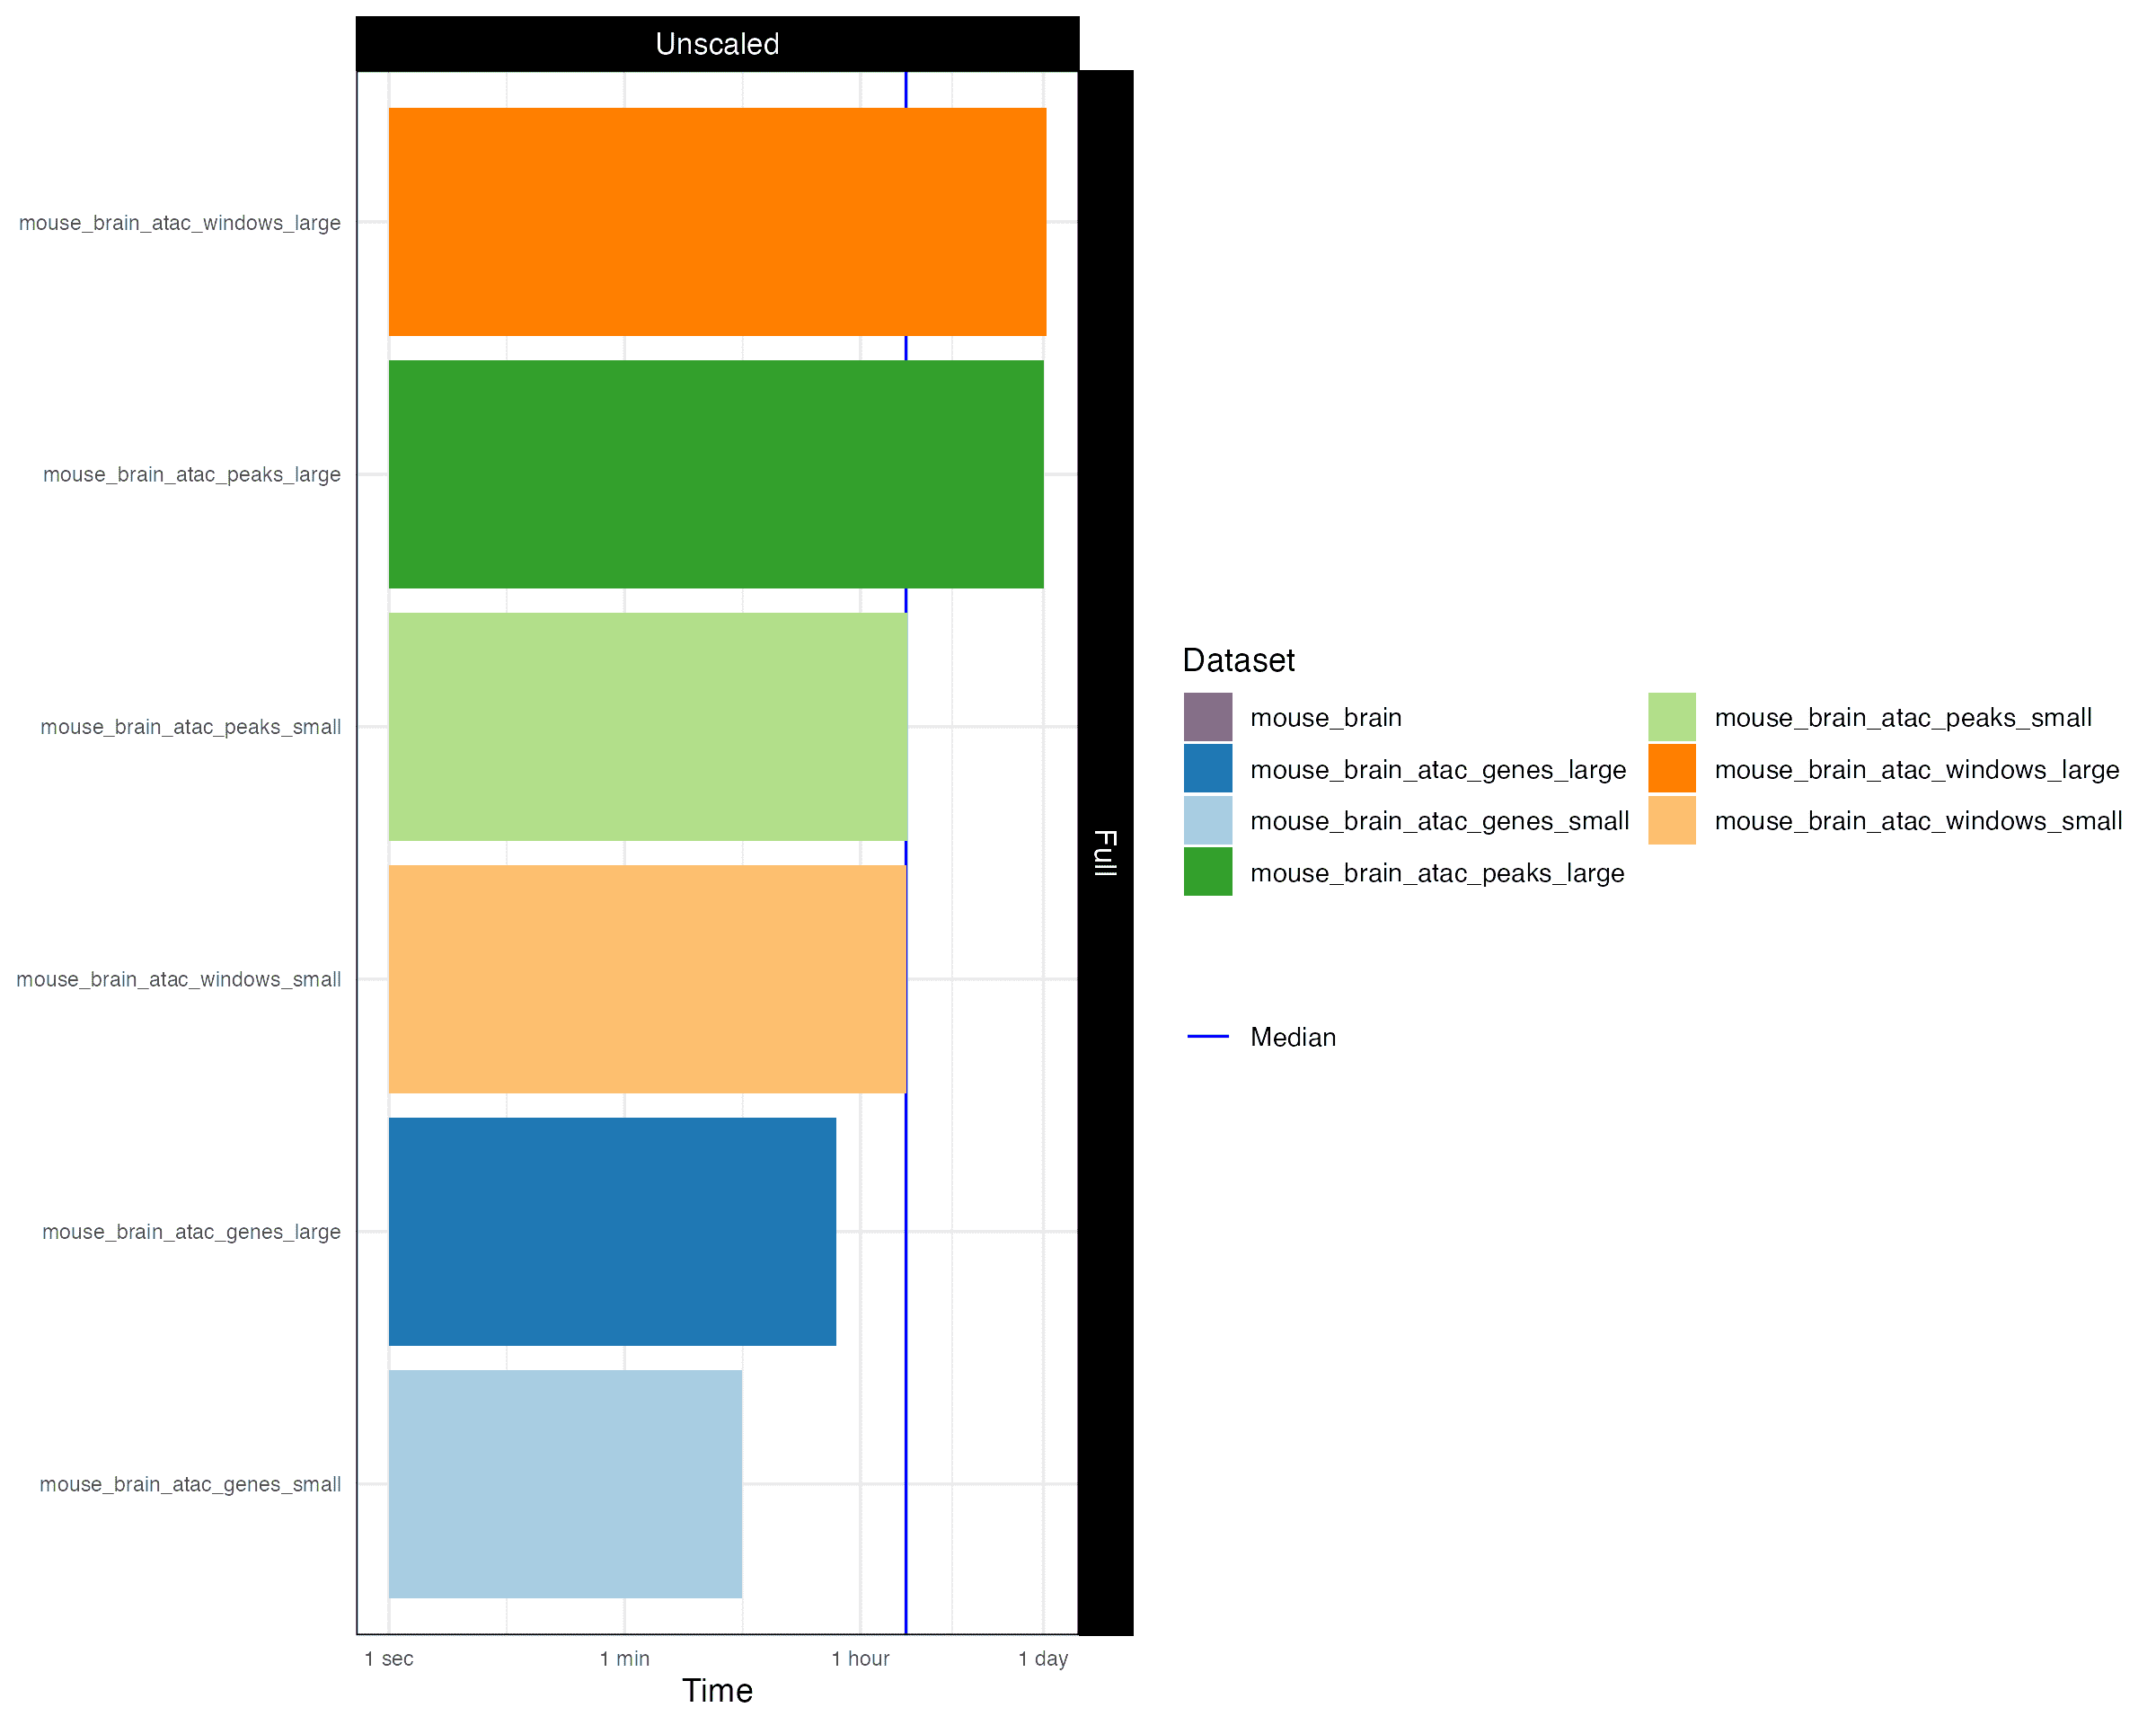 Unscaled
mouse_brain_atac_windows_large
mouse_brain_atac_peaks_large
mouse_brain_atac_peaks_small
mouse_brain_atac_windows_small
mouse_brain_atac_genes_large
mouse_brain_atac_genes_small
1 sec 1 min 1 hour 1 day
Time
Full
Dataset
mouse_brain
mouse_brain_atac_genes_large
mouse_brain_atac_genes_small
mouse_brain_atac_peaks_large
mouse_brain_atac_peaks_small
mouse_brain_atac_windows_large
mouse_brain_atac_windows_small
Median